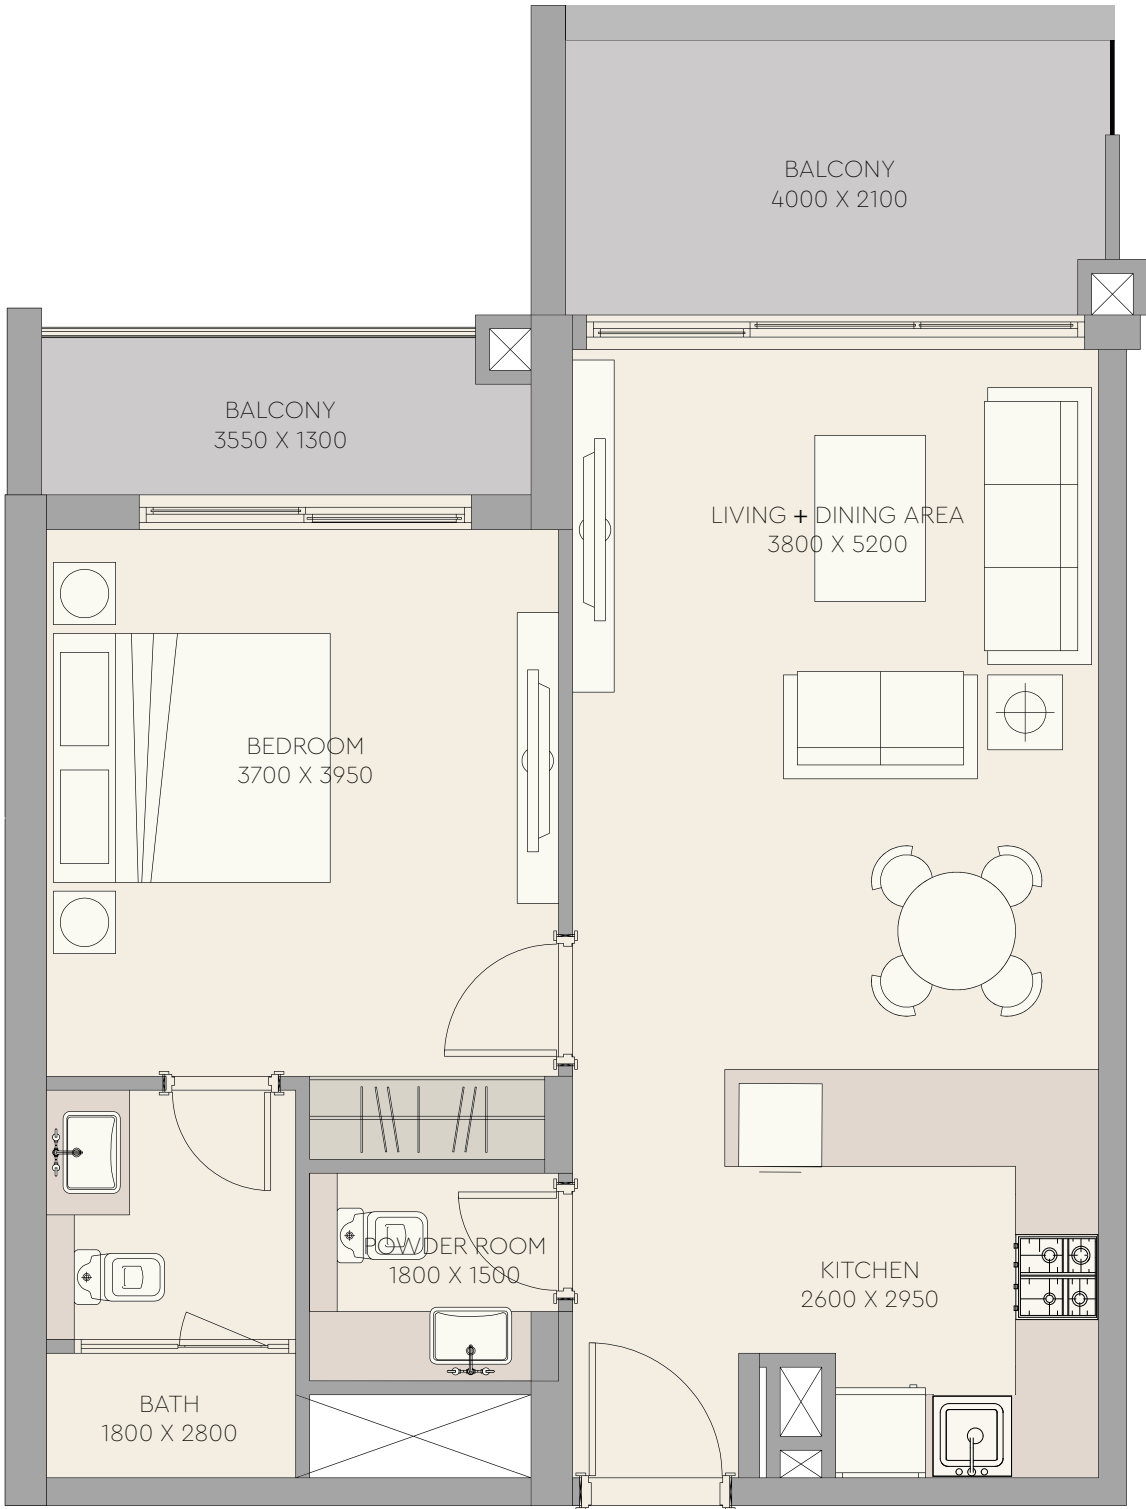 BALCONY
4000 X 2100
BALCONY
3550 X 1300
LIVING + DINING AREA
3800 X 5200
BEDROOM
3700 X 3950
POWDER ROOM
1800 X 1500
KITCHEN
2600 X 2950
BATH
1800 X 2800